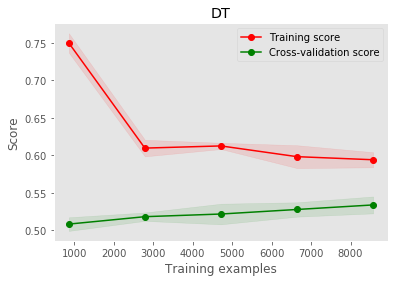 DT
Training score
Cross-validation score
0.75
0.70
0.65
0.60
0.55
0.50
Score
1000 2000 3000 4000 5000 6000 7000 8000
Training examples